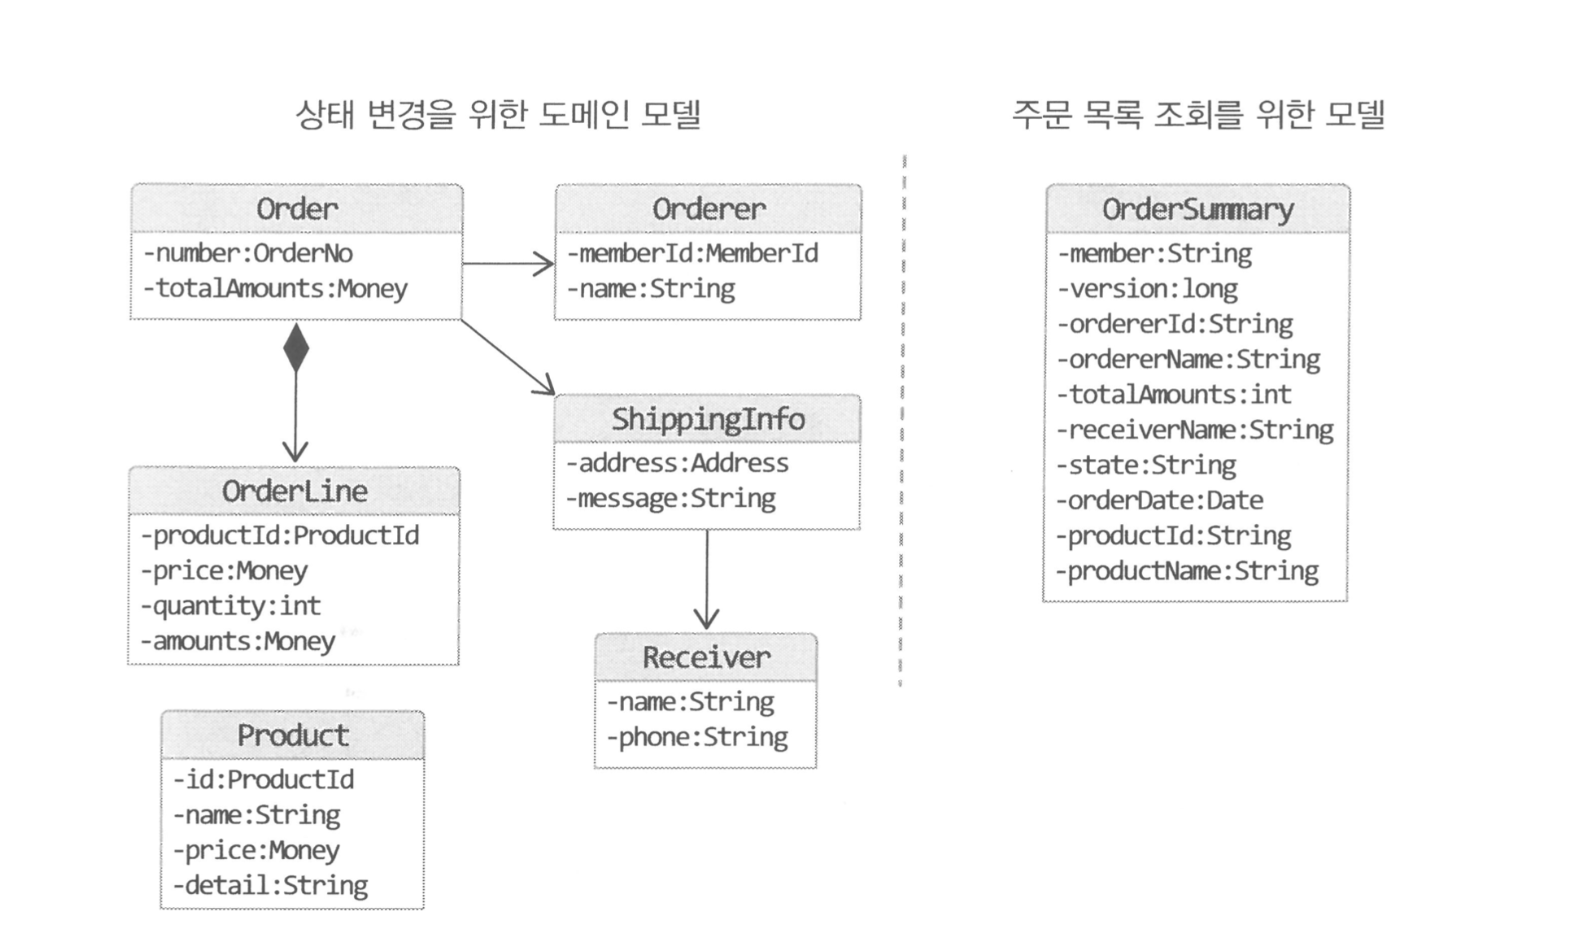 상태 변경을 위한 도메인 모델
주문 목록 조회를 위한 모델
Order
-number:OrderNo
-totalAmounts:Money
Orderer
-memberId:MemberId
-name:String
ShippingInfo
-address:Address
-message:String
OrderLine
-productId:ProductId
-price:Money
-quantity:int
-amounts:Money
Receiver
-name:String
-phone:String
Product
-id:ProductId
-name:String
-price:Money
-detail:String
OrderSummary
-member:String
-version:long
-ordererId:String
-ordererName:String
-totalAmounts:int
-receiverName:String
-state:String
-orderDate:Date
-productId:String
-productName:String